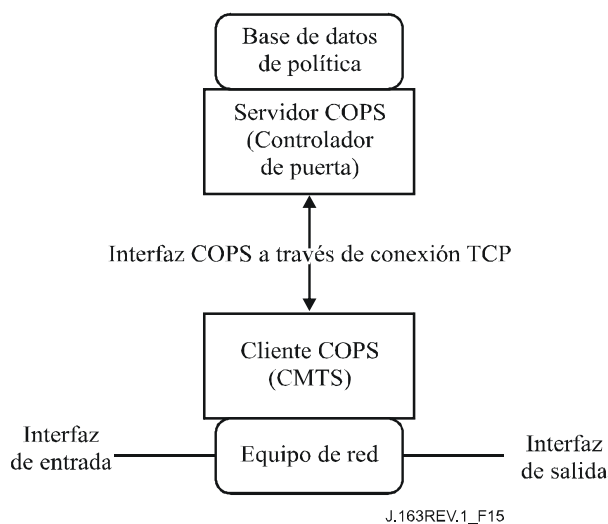 Base de datos
de política
Servidor COPS
(Controlador
de puerta)
Interfaz COPS a través de conexión TCP
Cliente COPS
(CMTS)
Interfaz
de entrada
Equipo de red
Interfaz
de salida
J.163REV.1_F15